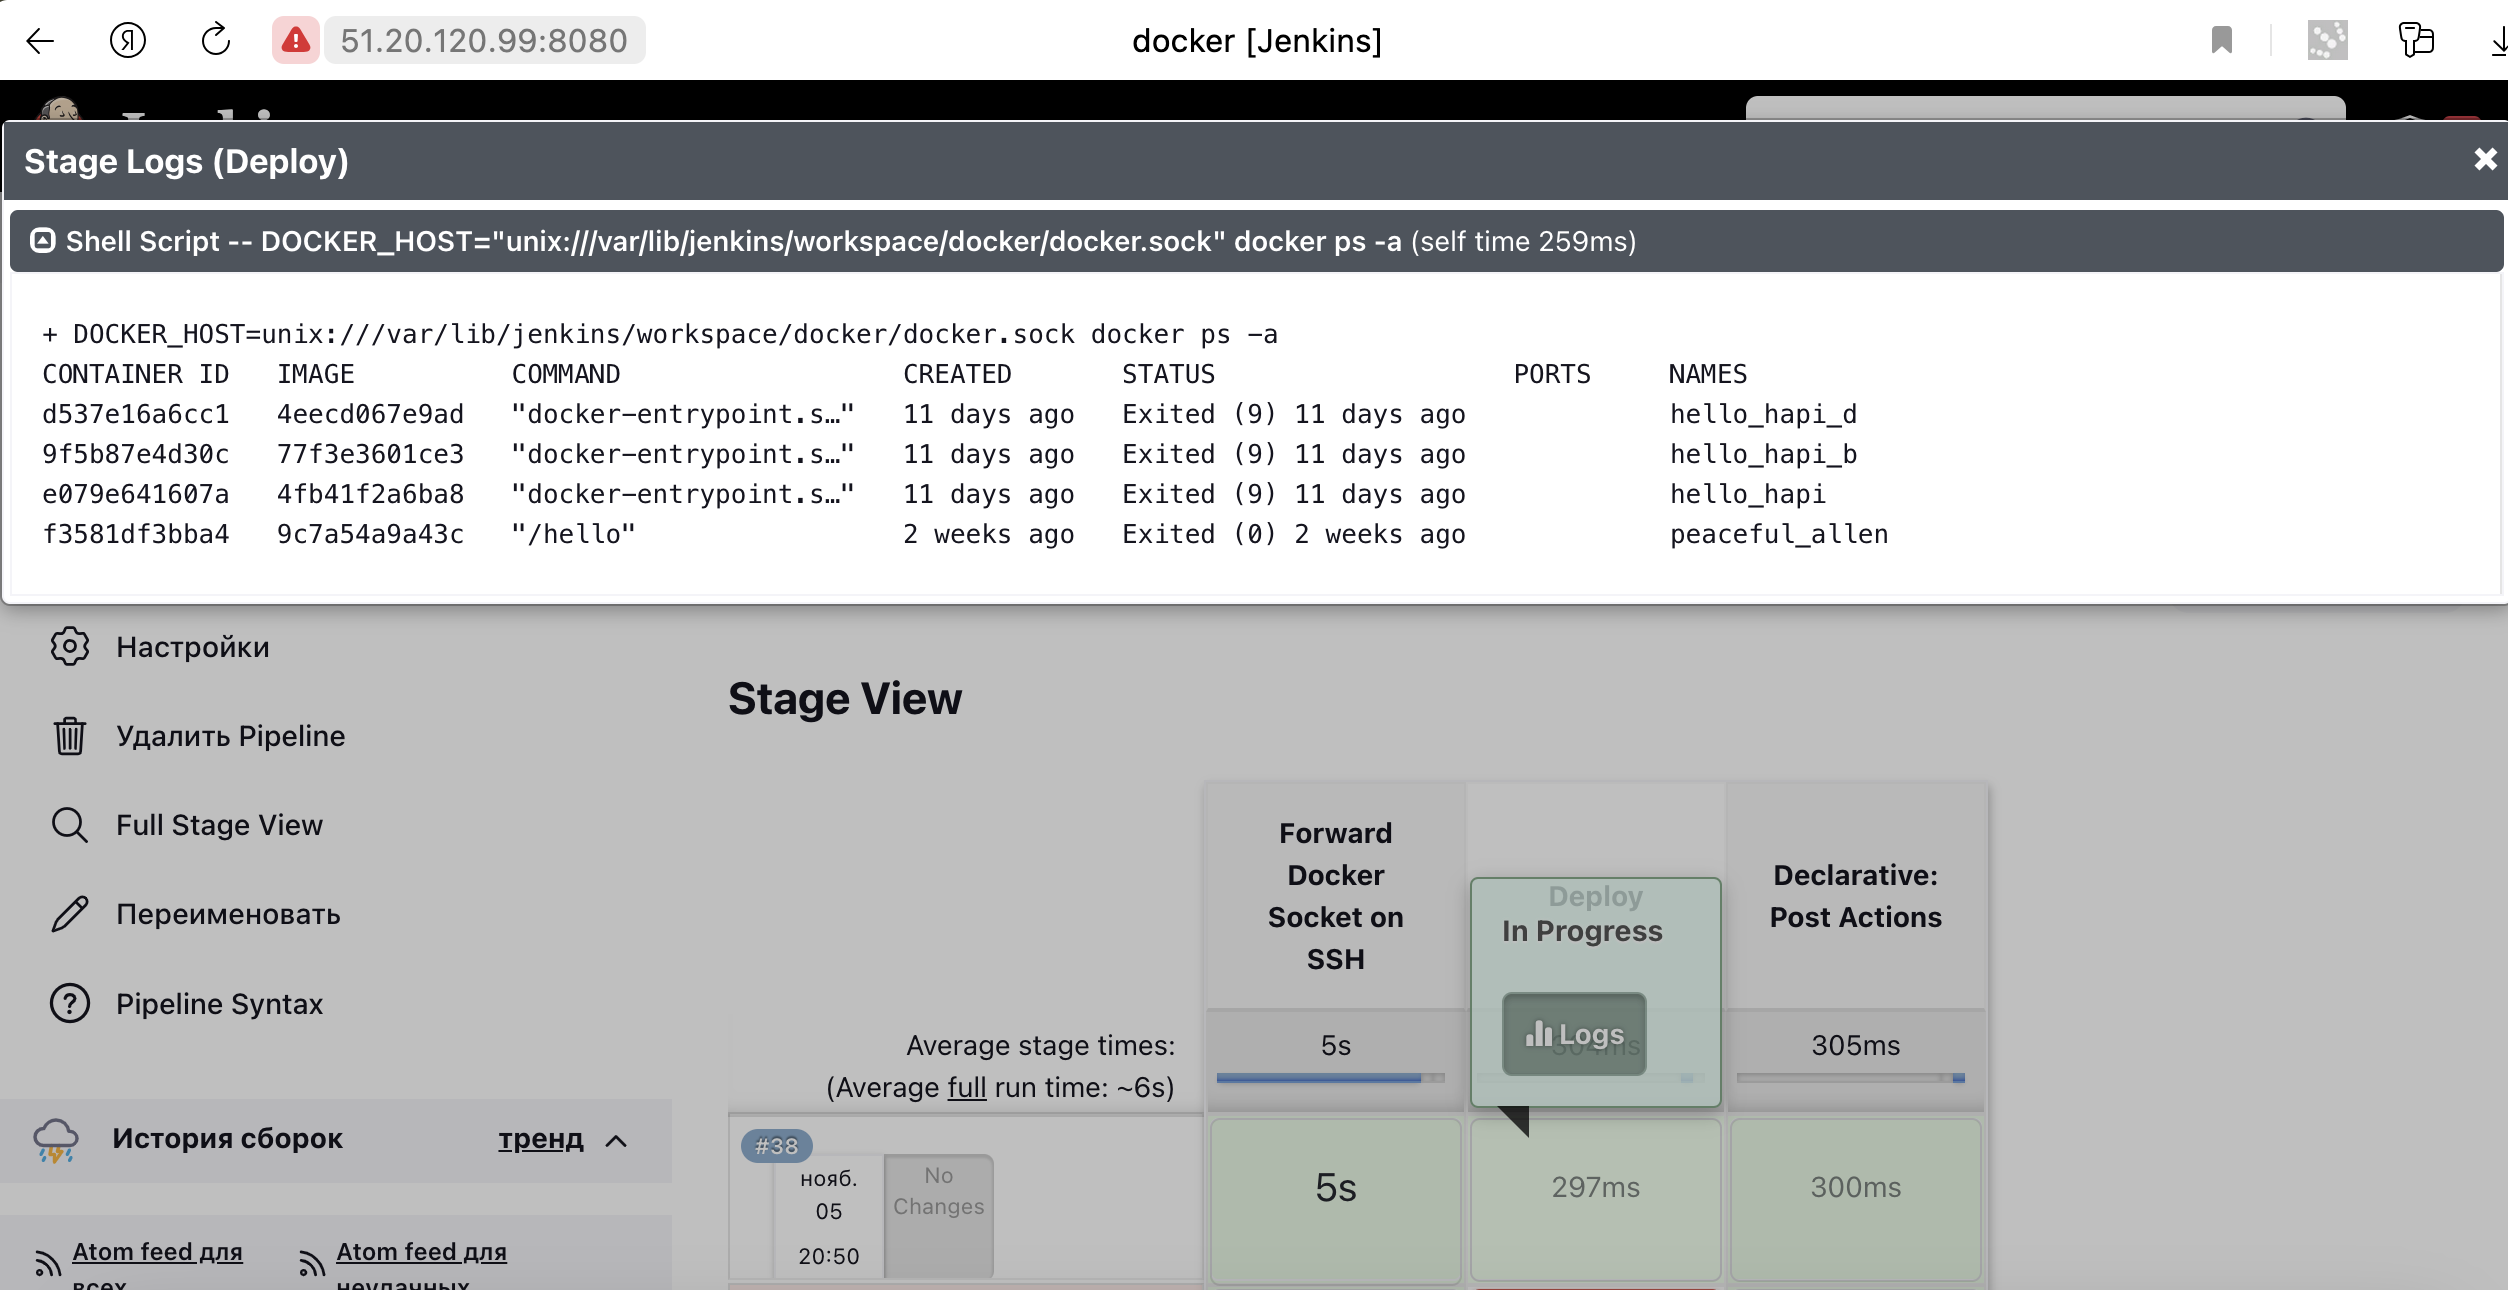 51.20.120.99:8080
docker [Jenkins]
Stage Logs (Deploy)
Shell Script -- DOCKER_HOST="unix:///var/lib/jenkins/workspace/docker/docker.sock" docker ps -a (self time 259ms)
+ DOCKER_HOST=unix:///var/lib/jenkins/workspace/docker/docker.sock docker ps -a
CONTAINER ID IMAGE COMMAND CREATED STATUS PORTS NAMES
d537e16a6cc1 4eecd067e9ad "docker-entrypoint.s…" 11 days ago Exited (9) 11 days ago hello_hapi_d
9f5b87e4d30c 77f3e3601ce3 "docker-entrypoint.s…" 11 days ago Exited (9) 11 days ago hello_hapi_b
e079e641607a 4fb41f2a6ba8 "docker-entrypoint.s…" 11 days ago Exited (9) 11 days ago hello_hapi
f3581df3bba4 9c7a54a9a43c "/hello" 2 weeks ago Exited (0) 2 weeks ago peaceful_allen
Настройки
Удалить Pipeline
Full Stage View
Переименовать
Pipeline Syntax
История сборок
тренд
Atom feed для
всех
Atom feed для
неудачных
Stage View
Forward
Docker
Socket on
SSH
Deploy
In Progress
Logs
Declarative:
Post Actions
Average stage times:
(Average full run time: ~6s)
5s
304ms
305ms
#38
нояб.
05
20:50
No
Changes
5s
297ms
300ms